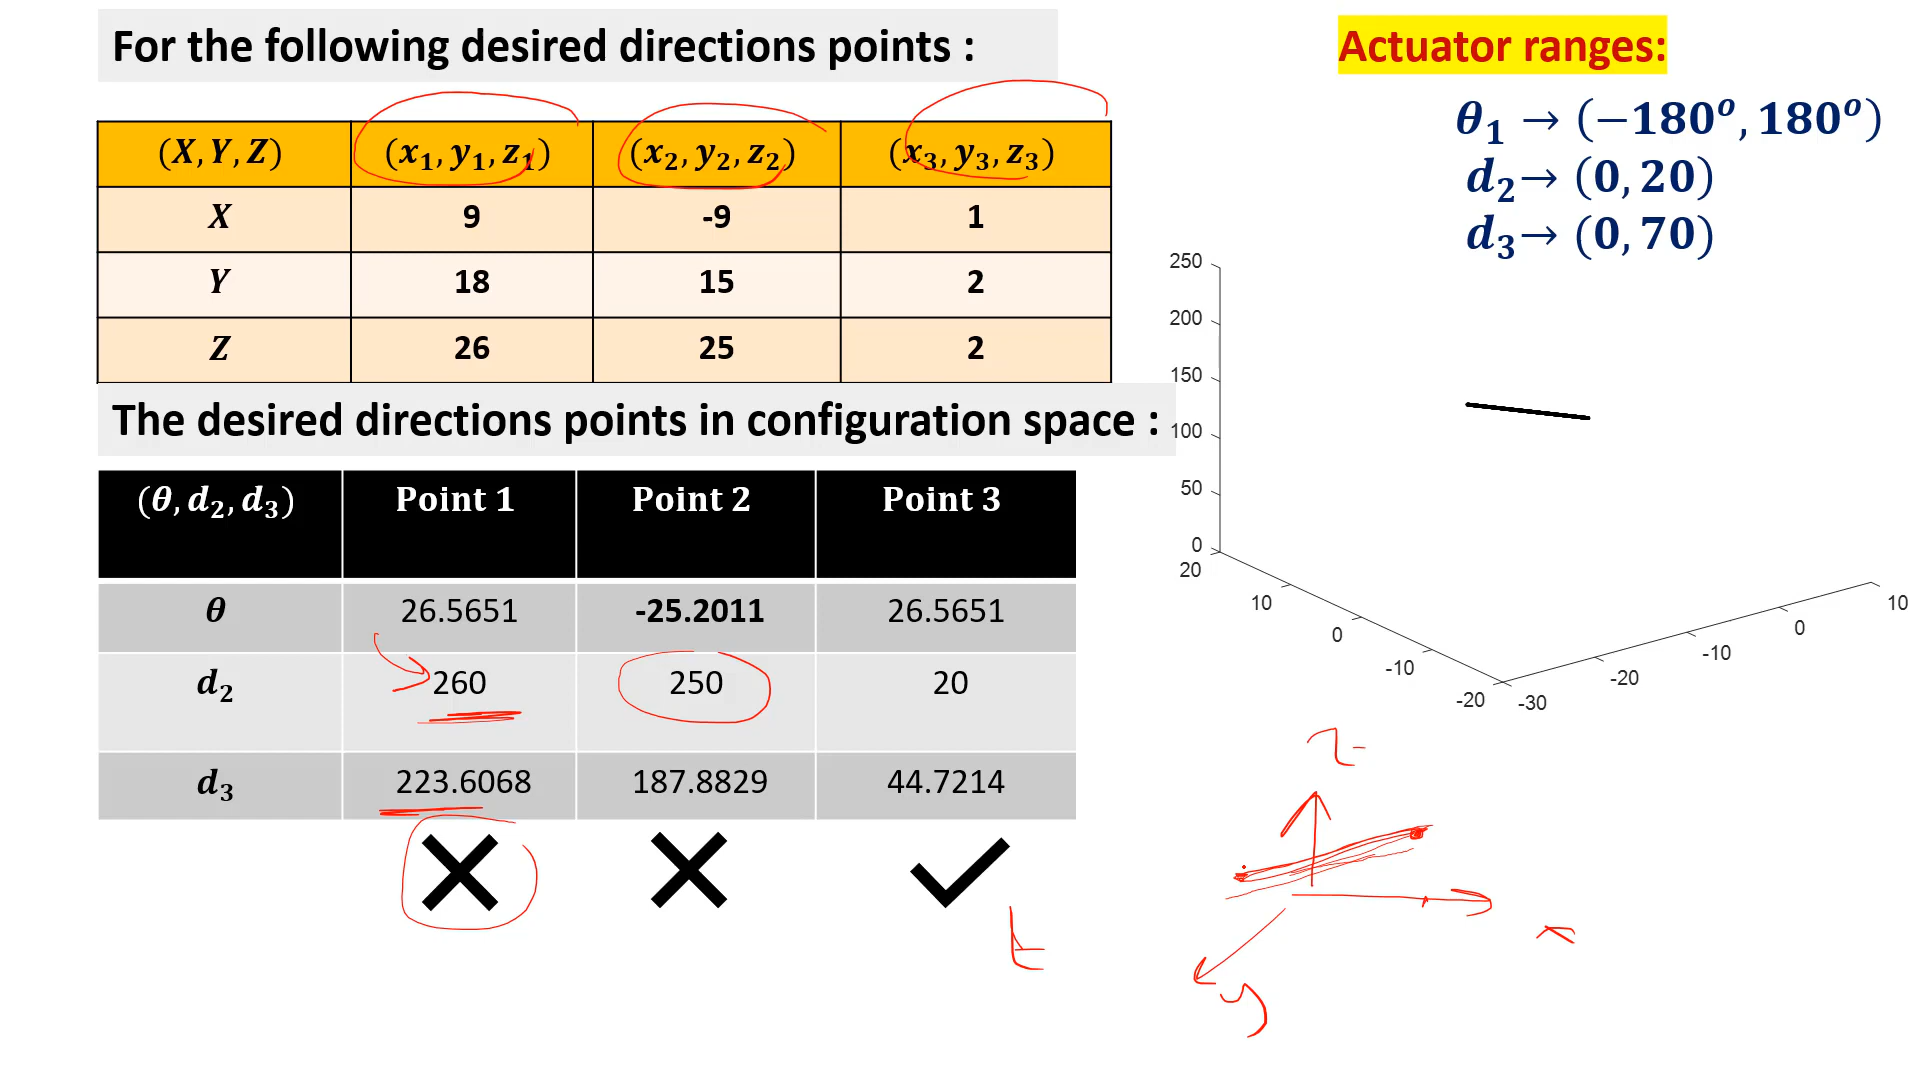 For the following desired directions points :
(X, Y, Z) (x₁, y₁, z₁) (x₂, y₂, z₂) (x₃, y₃, z₃)
X 9 -9 1
Y 18 15 2
Z 26 25 2
The desired directions points in configuration space :
(θ, d₂, d₃) Point 1 Point 2 Point 3
θ 26.5651 -25.2011 26.5651
d₂ 260 250 20
d₃ 223.6068 187.8829 44.7214
Actuator ranges:
θ₁ → (−180°, 180°)
d₂ → (0, 20)
d₃ → (0, 70)
250
200
150
100
50
0
20
10
0
-10
-20
-30
-20
-10
0
10
z
x
y